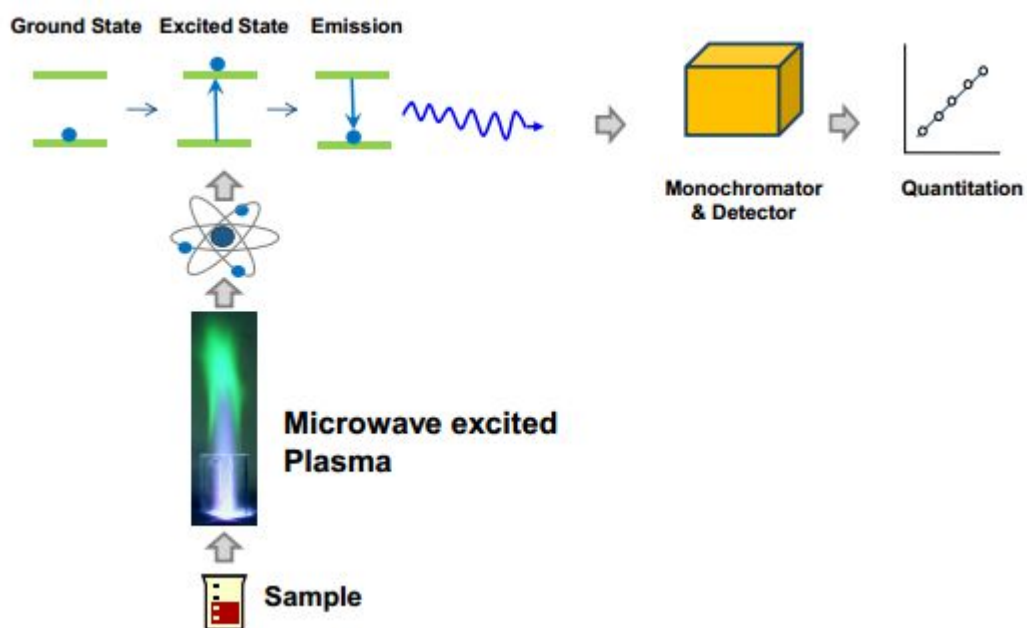 Ground State
Excited State
Emission
Monochromator
& Detector
Quantitation
Microwave excited
Plasma
Sample